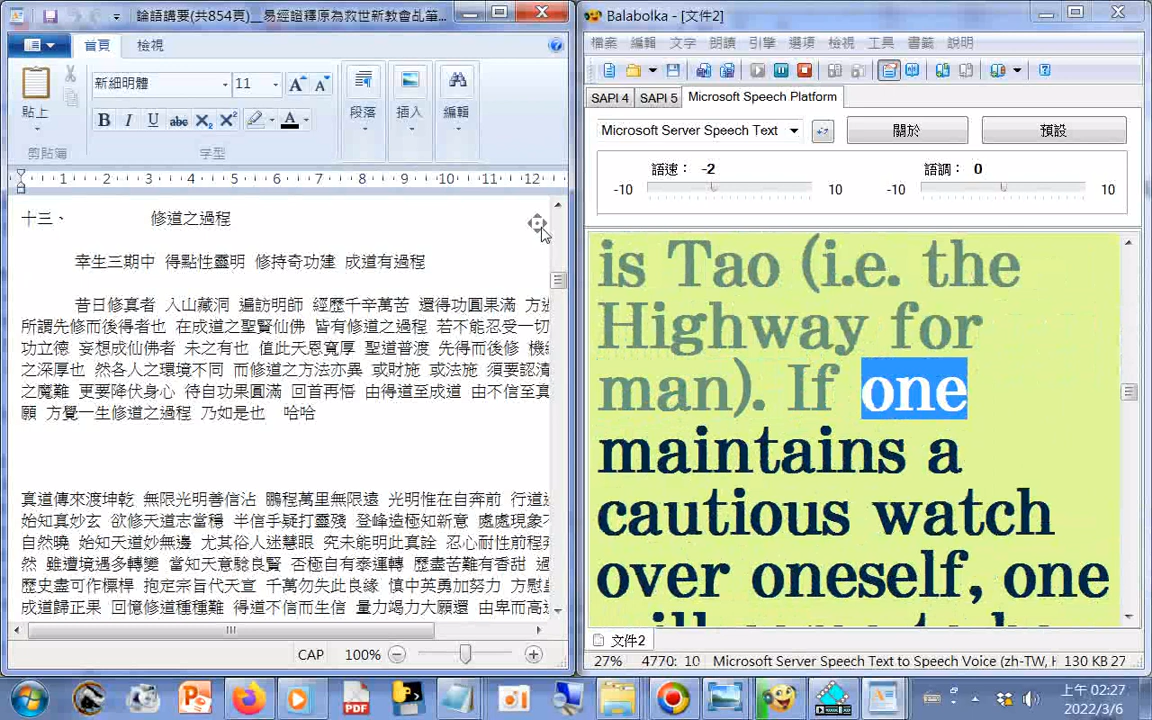 論語講要(共854頁)__易經證釋原為救世新教會乩筆...
首頁
檢視
貼上
剪貼簿
新細明體
11
B I U abc X₂ X²
字型
段落
插入
編輯
1 2 3 4 5 6 7 8 9 10 11 12
十三、 修道之過程
幸生三期中 得點性靈明 修持奇功建 成道有過程
昔日修真者 入山藏洞 遍訪明師 經歷千辛萬苦 還得功圓果滿 方
所謂先修而後得者也 在成道之聖賢仙佛 皆有修道之過程 若不能忍受一切
功立德 妄想成仙佛者 未之有也 值此天恩寬厚 聖道普渡 先得而後修 機
之深厚也 然各人之環境不同 而修道之方法亦異 或財施 或法施 須要認清
之魔難 更要降伏身心 待自功果圓滿 回首再悟 由得道至成道 由不信至真
願 方覺一生修道之過程 乃如是也 哈哈
真道傳來渡坤乾 無限光明善信沾 鵬程萬里無限遠 光明惟在自奔前 行道
始知真妙玄 欲修天道志當穩 半信乎疑打靈殘 登峰造極知新意 處處現象
自然曉 始知天道妙無邊 尤其俗人迷慧眼 究未能明此真詮 忍心耐性前程
然 雖遭境遇多轉變 當知天意騐良賢 否極自有泰運轉 歷盡苦難有香甜
歷史盡可作標桿 抱定宗旨代天宣 千萬勿失此良緣 慎中英勇加努力 方慰
成道歸正果 回憶修道種種難 得道不信而生信 量力竭力大願還 由卑而高
CAP 100%
Balabolka - [文件2]
檔案 編輯 文字 朗讀 引擎 選項 檢視 工具 書籤 說明
SAPI 4 SAPI 5 Microsoft Speech Platform
Microsoft Server Speech Text
關於
預設
語速： -2
語調： 0
-10 10 -10 10
is Tao (i.e. the
Highway for
man). If one
maintains a
cautious watch
over oneself, one
will come to be
文件2
27% 4770: 10 Microsoft Server Speech Text to Speech Voice (zh-TW, H 130 KB 27
上午 02:27
2022/3/6